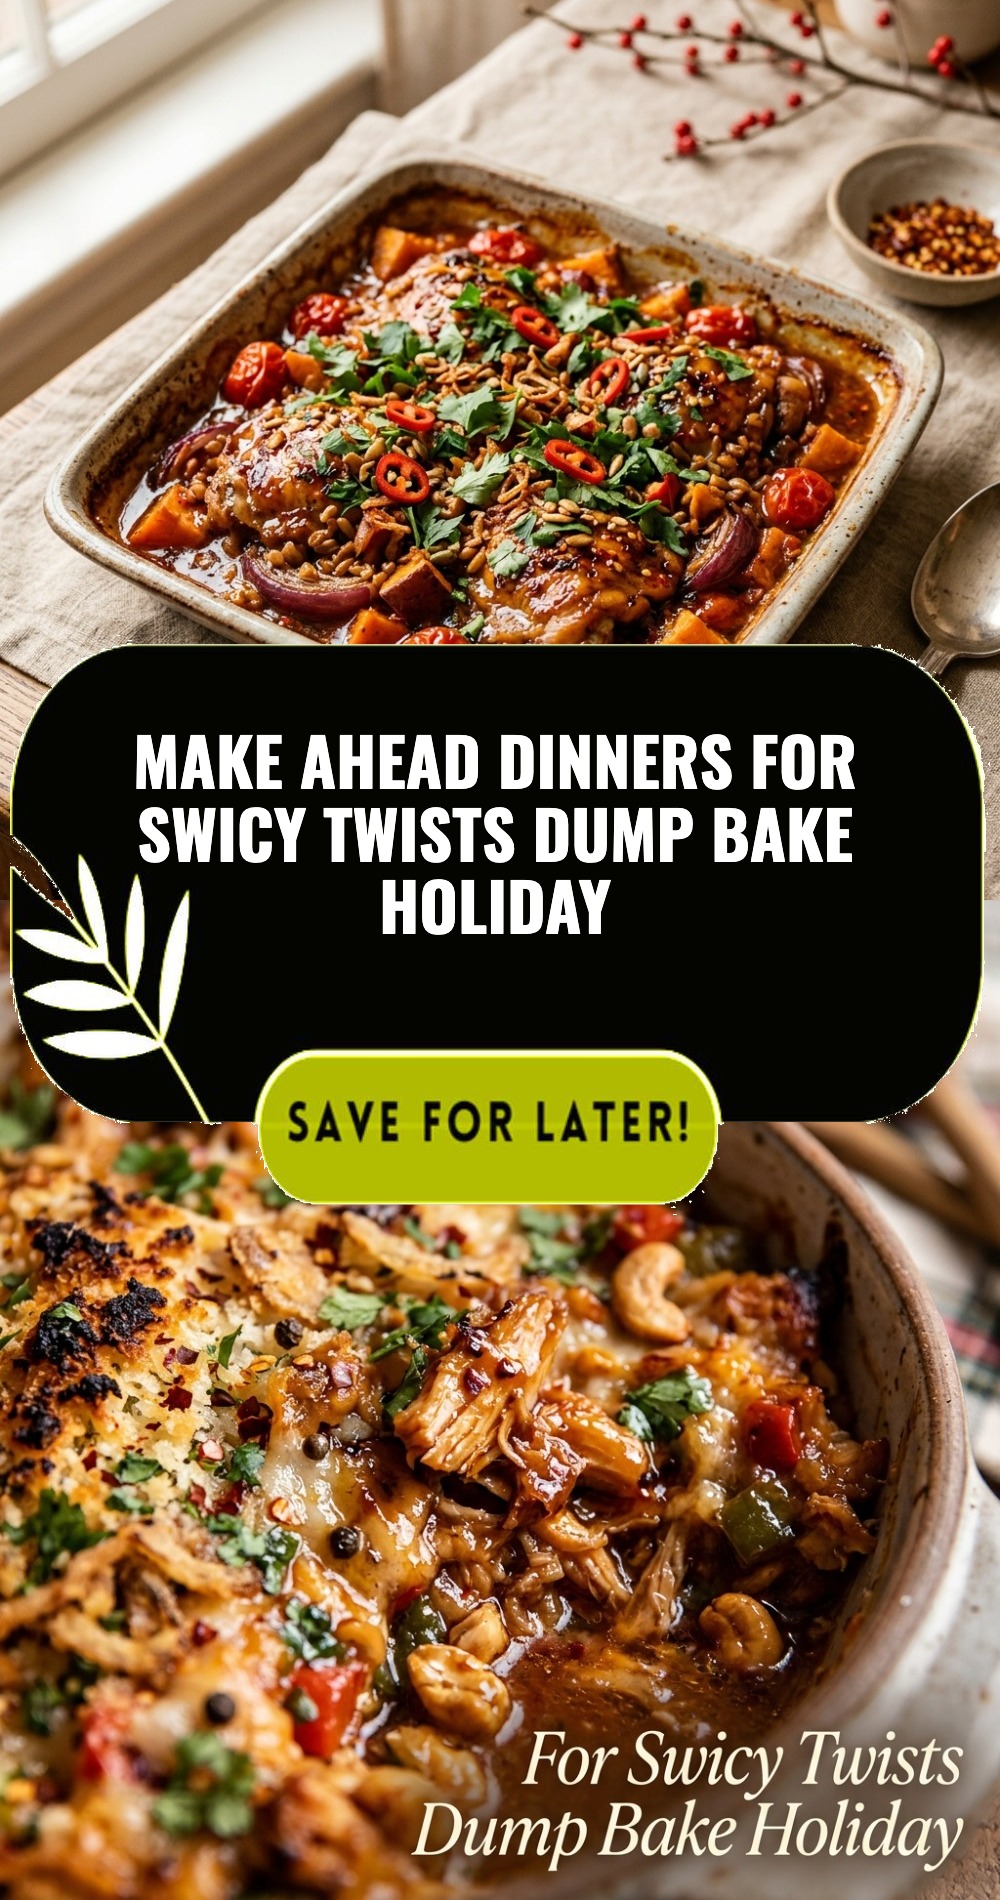 MAKE AHEAD DINNERS FOR
SWICY TWISTS DUMP BAKE
HOLIDAY
SAVE FOR LATER!
For Swicy Twists
Dump Bake Holiday